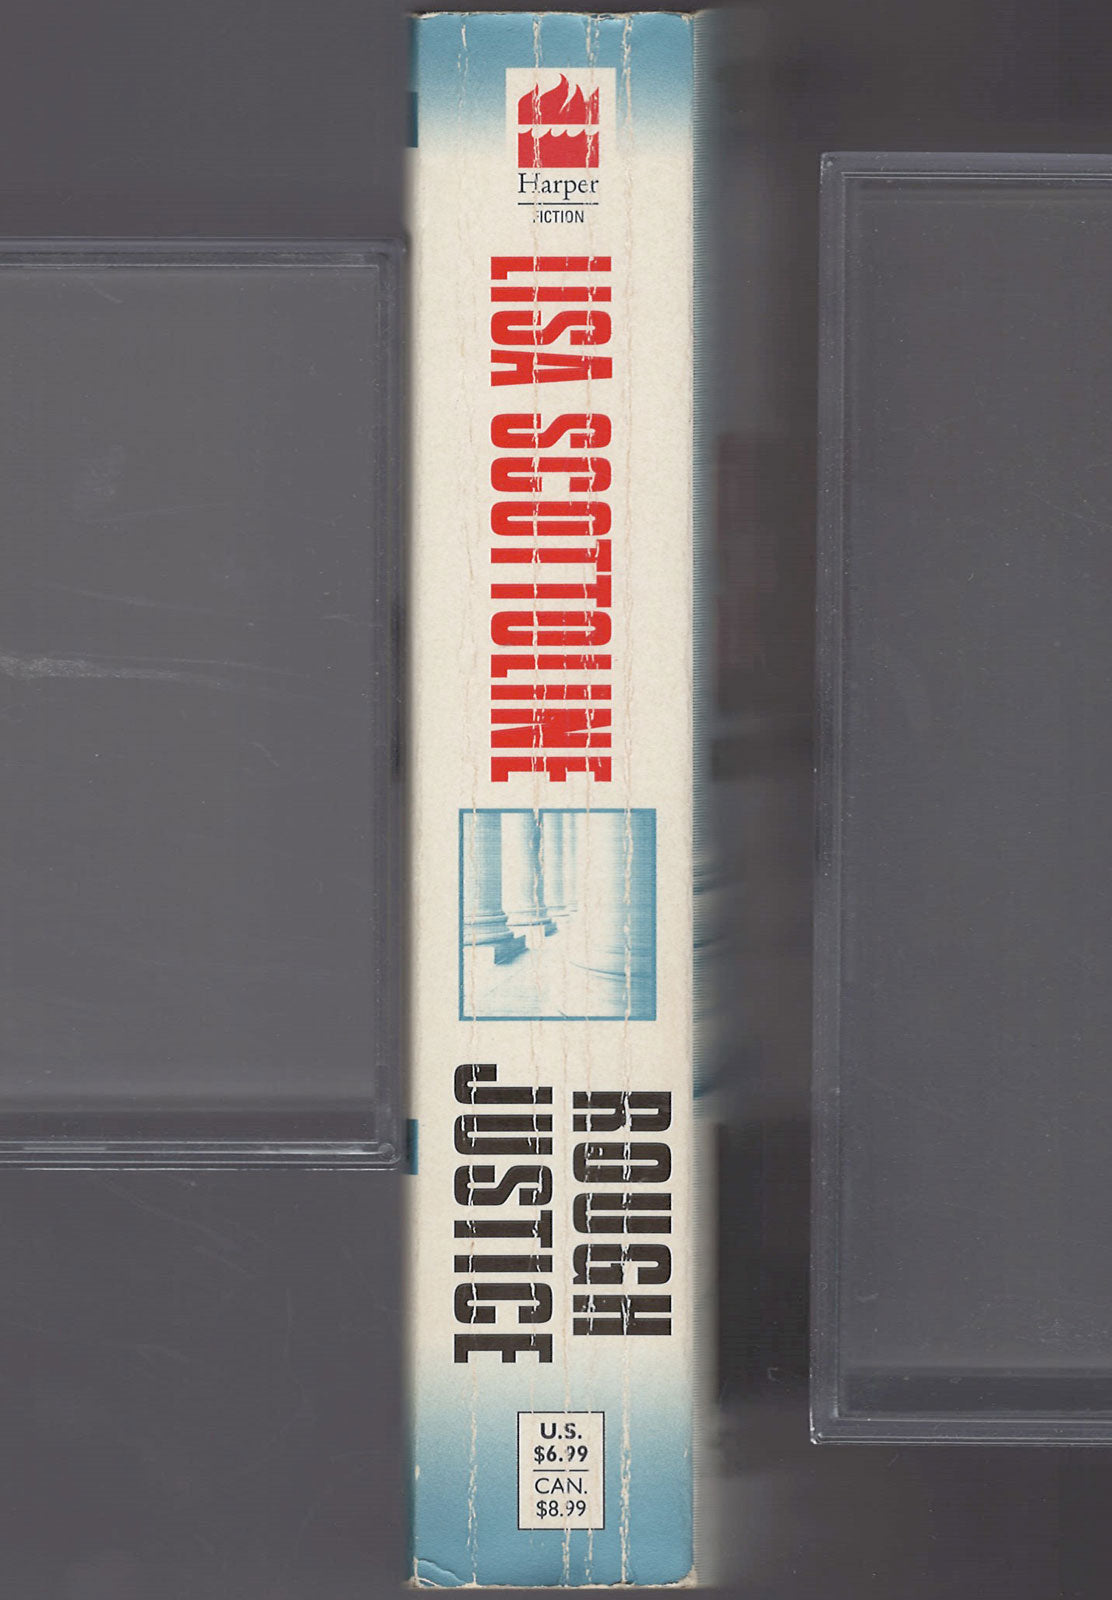 Harper
FICTION
LISA SCOTTOLINE
ROUGH
JUSTICE
U.S.
$6.99
CAN.
$8.99